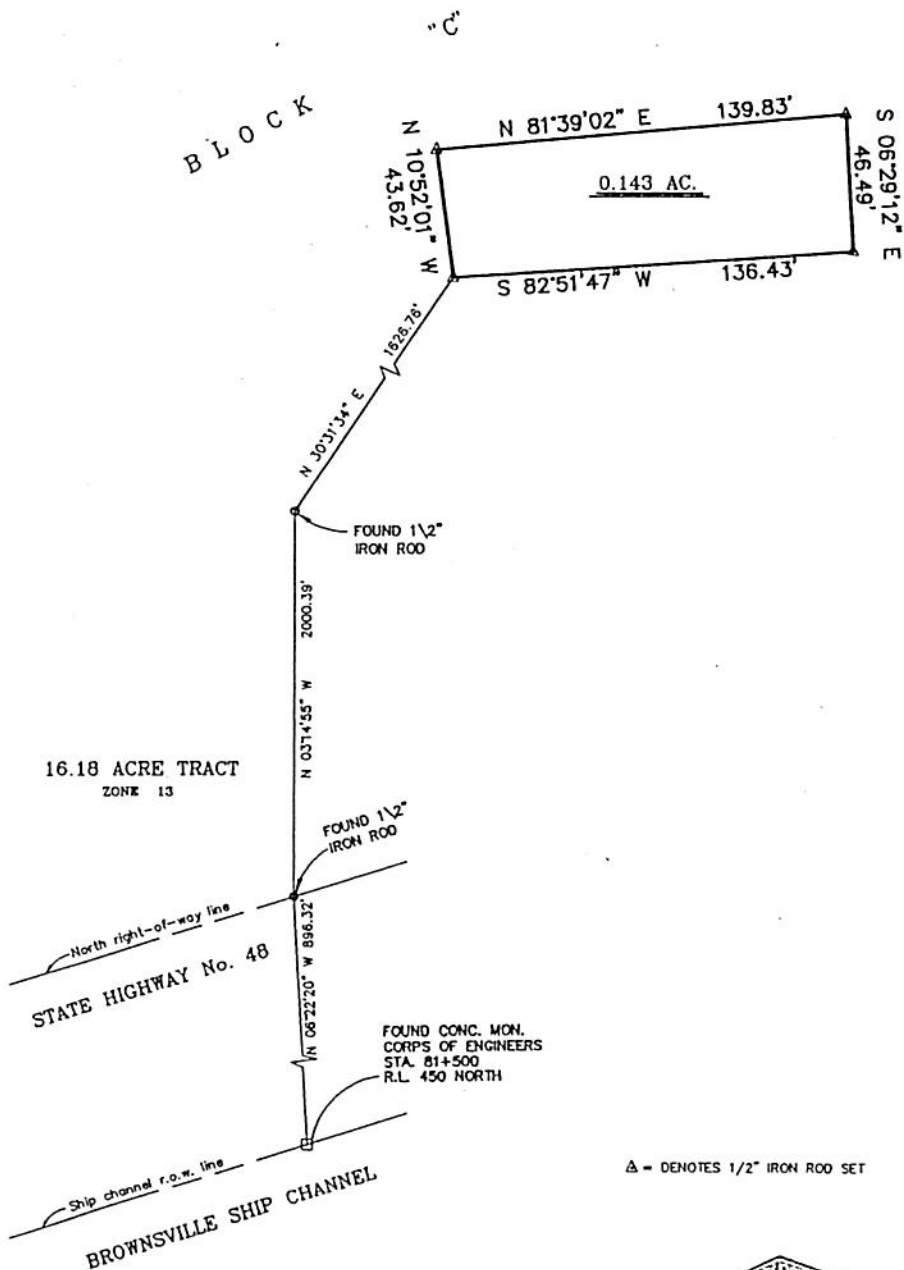 "C"
BLOCK
N 81°39'02" E 139.83'
S 06°29'12" E
46.49'
N 10°52'01" W
43.62'
0.143 AC.
S 82°51'47" W 136.43'
1626.76'
N 30°31'34" E
FOUND 1\2"
IRON ROD
2000.39'
N 03°14'55" W
16.18 ACRE TRACT
ZONE 13
FOUND 1\2"
IRON ROD
North right-of-way line
STATE HIGHWAY No. 48
N 06°22'20" W 896.32'
FOUND CONC. MON.
CORPS OF ENGINEERS
STA. 81+500
R.L. 450 NORTH
Ship channel r.o.w. line
BROWNSVILLE SHIP CHANNEL
∆ = DENOTES 1/2" IRON ROD SET